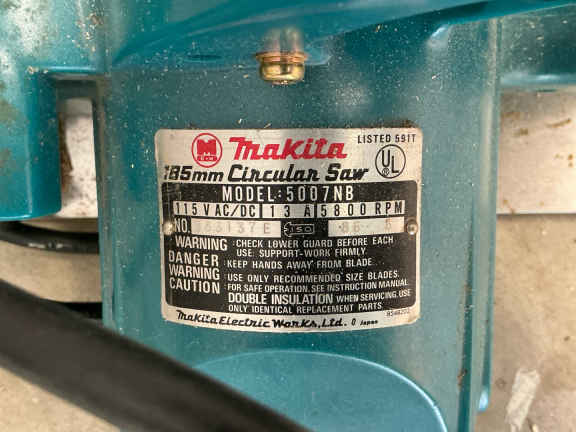 LISTED 591T
Makita
UL
185mm Circular Saw
MODEL:5007NB
115 VAC/DC 13 A 5800 RPM
NO. ISO
WARNING : CHECK LOWER GUARD BEFORE EACH
USE. SUPPORT-WORK FIRMLY.
DANGER : KEEP HANDS AWAY FROM BLADE.
WARNING : USE ONLY RECOMMENDED SIZE BLADES.
CAUTION FOR SAFE OPERATION. SEE INSTRUCTION MANUAL.
DOUBLE INSULATION WHEN SERVICING, USE
ONLY IDENTICAL REPLACEMENT PARTS.
Makita Electric Works, Ltd. Japan